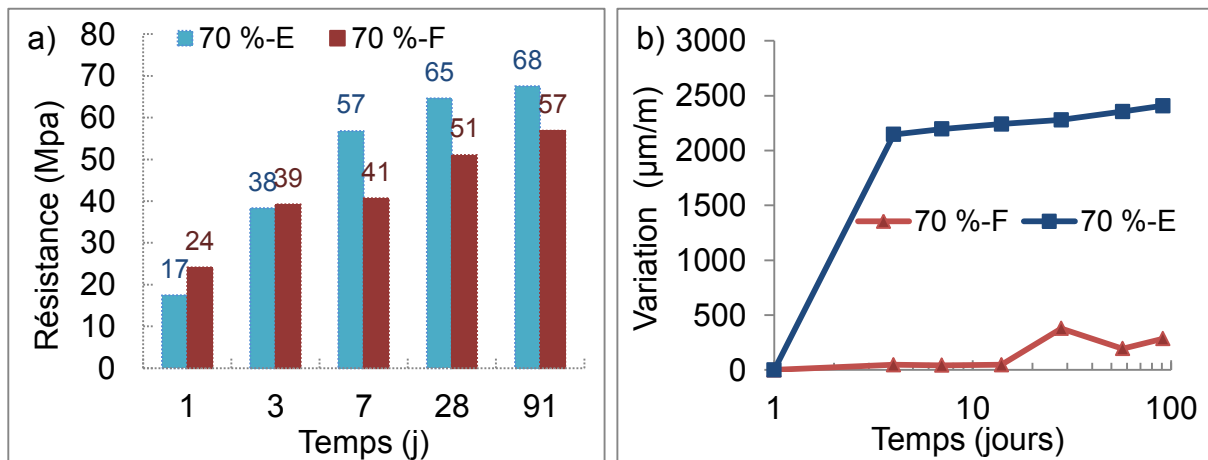 a)
70 %-E 70 %-F
Résistance (Mpa)
80
70
60
50
40
30
20
10
0
17 24 38 39 57 41 65 51 68 57
1 3 7 28 91
Temps (j)
b)
Variation (µm/m)
3000
2500
2000
1500
1000
500
0
70 %-F 70 %-E
1 10 100
Temps (jours)